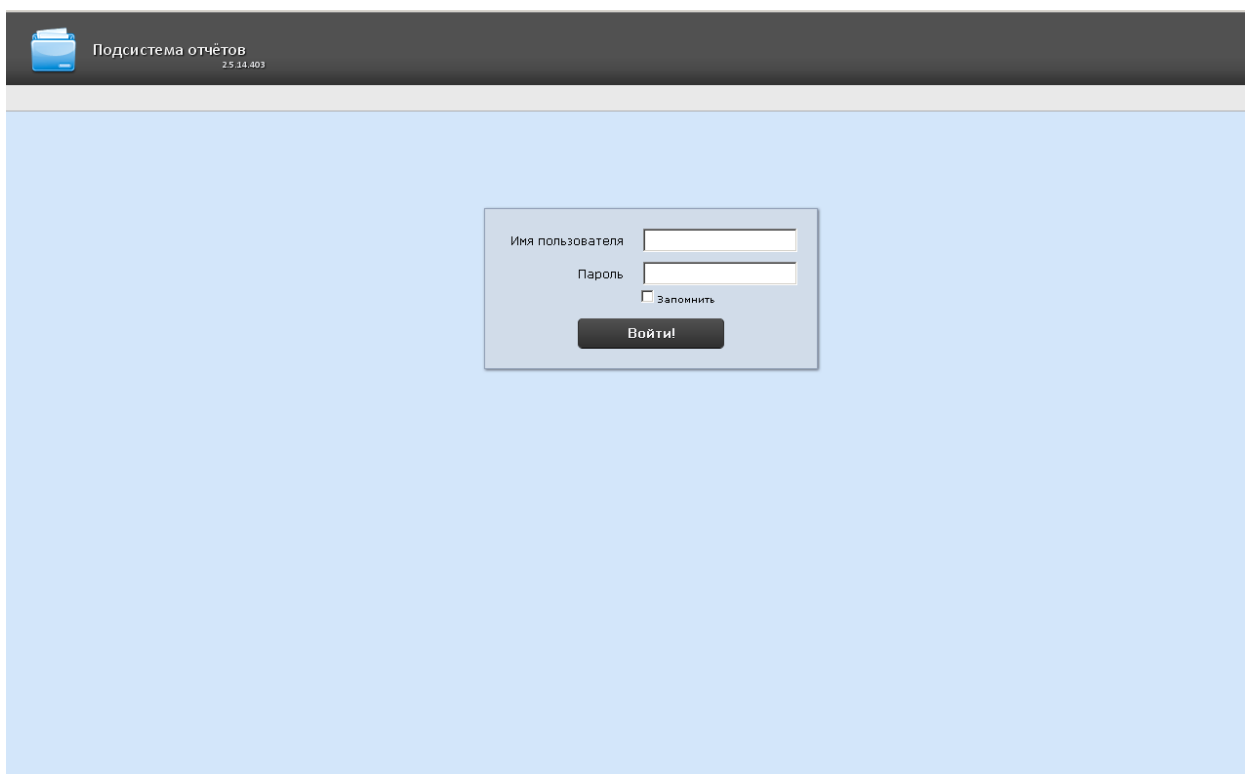 Подсистема отчётов
2.5.14.403
Имя пользователя
Пароль
Запомнить
Войти!